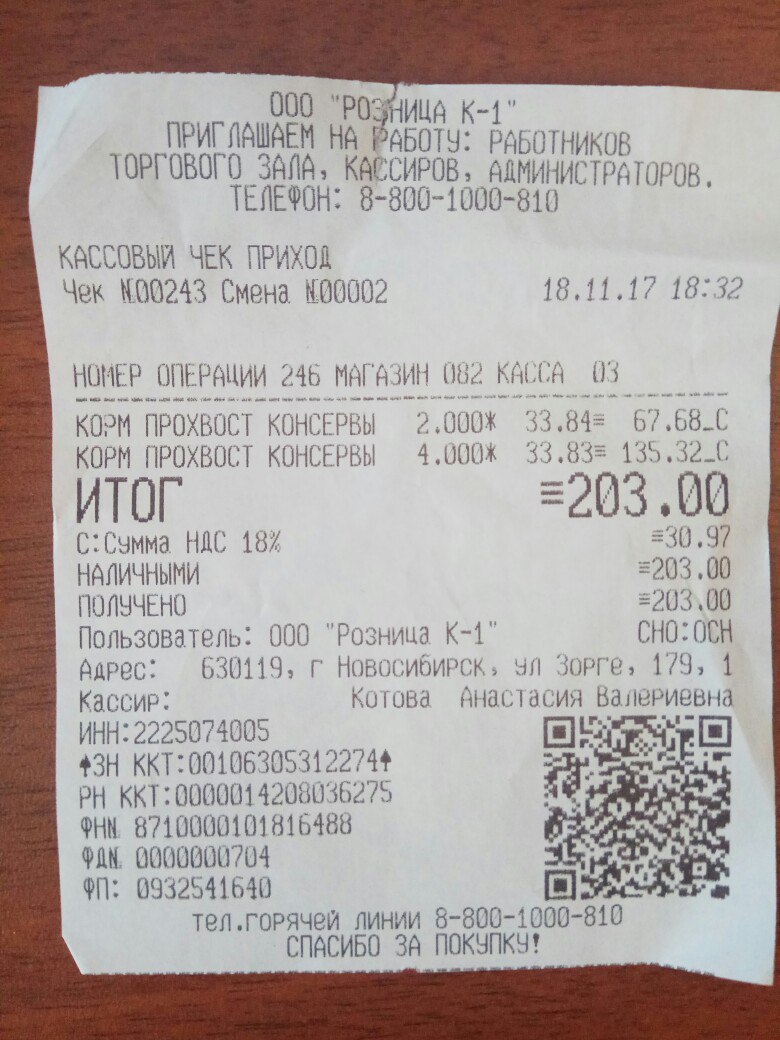 ООО "РОЗНИЦА К-1"
ПРИГЛАШАЕМ НА РАБОТУ: РАБОТНИКОВ
ТОРГОВОГО ЗАЛА, КАССИРОВ, АДМИНИСТРАТОРОВ.
ТЕЛЕФОН: 8-800-1000-810
КАССОВЫЙ ЧЕК ПРИХОД
Чек №00243 Смена №00002 18.11.17 18:32
НОМЕР ОПЕРАЦИИ 246 МАГАЗИН 082 КАССА 03
КОРМ ПРОХВОСТ КОНСЕРВЫ 2.000* 33.84≡ 67.68_С
КОРМ ПРОХВОСТ КОНСЕРВЫ 4.000* 33.83≡ 135.32_С
ИТОГ ≡203.00
С:Сумма НДС 18% ≡30.97
НАЛИЧНЫМИ ≡203.00
ПОЛУЧЕНО ≡203.00
Пользователь: ООО "Розница К-1" СНО:ОСН
Адрес: 630119, г Новосибирск, ул Зорге, 179, 1
Кассир: Котова Анастасия Валериевна
ИНН:2225074005
♠ЗН ККТ:00106305312274♠
РН ККТ:0000014208036275
ФН№ 8710000101816488
ФД№ 0000000704
ФП: 0932541640
тел.горячей линии 8-800-1000-810
СПАСИБО ЗА ПОКУПКУ!